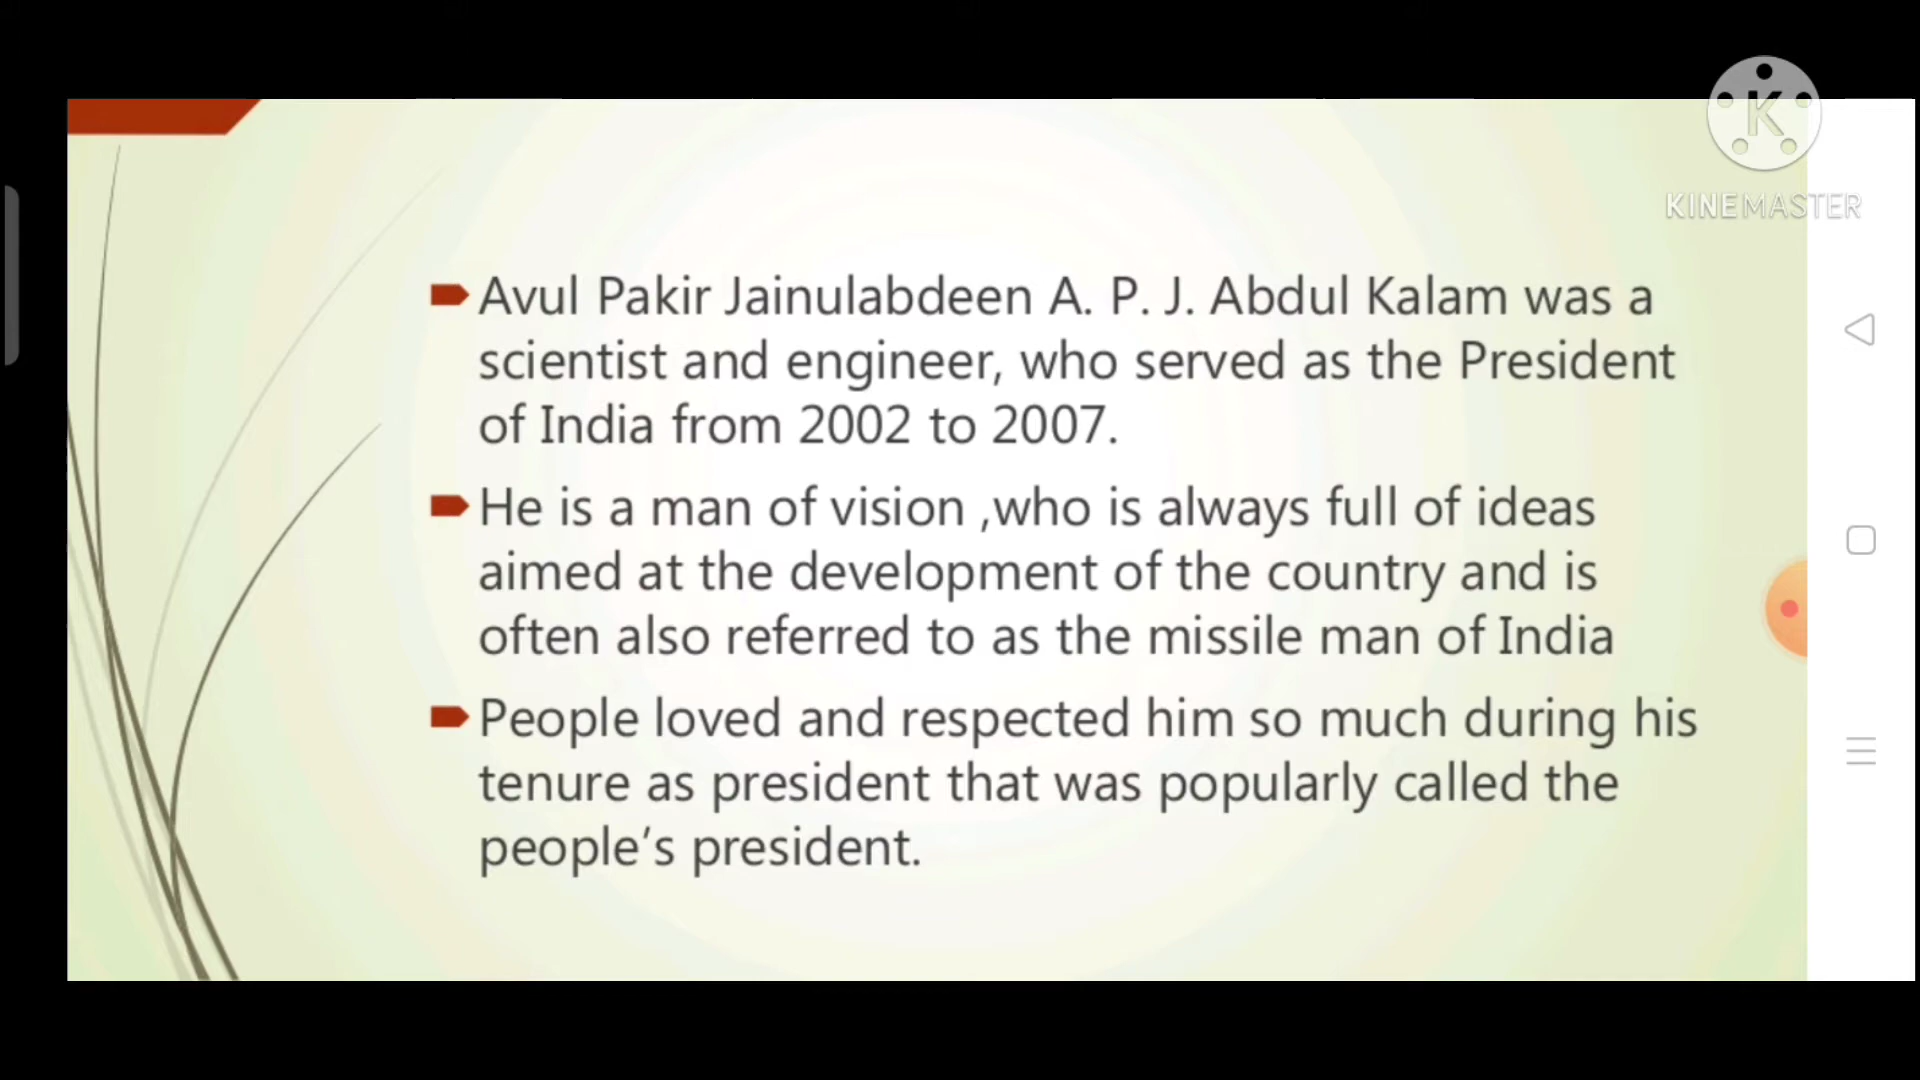 K
KINEMASTER
Avul Pakir Jainulabdeen A. P. J. Abdul Kalam was a
scientist and engineer, who served as the President
of India from 2002 to 2007.
He is a man of vision ,who is always full of ideas
aimed at the development of the country and is
often also referred to as the missile man of India
People loved and respected him so much during his
tenure as president that was popularly called the
people’s president.